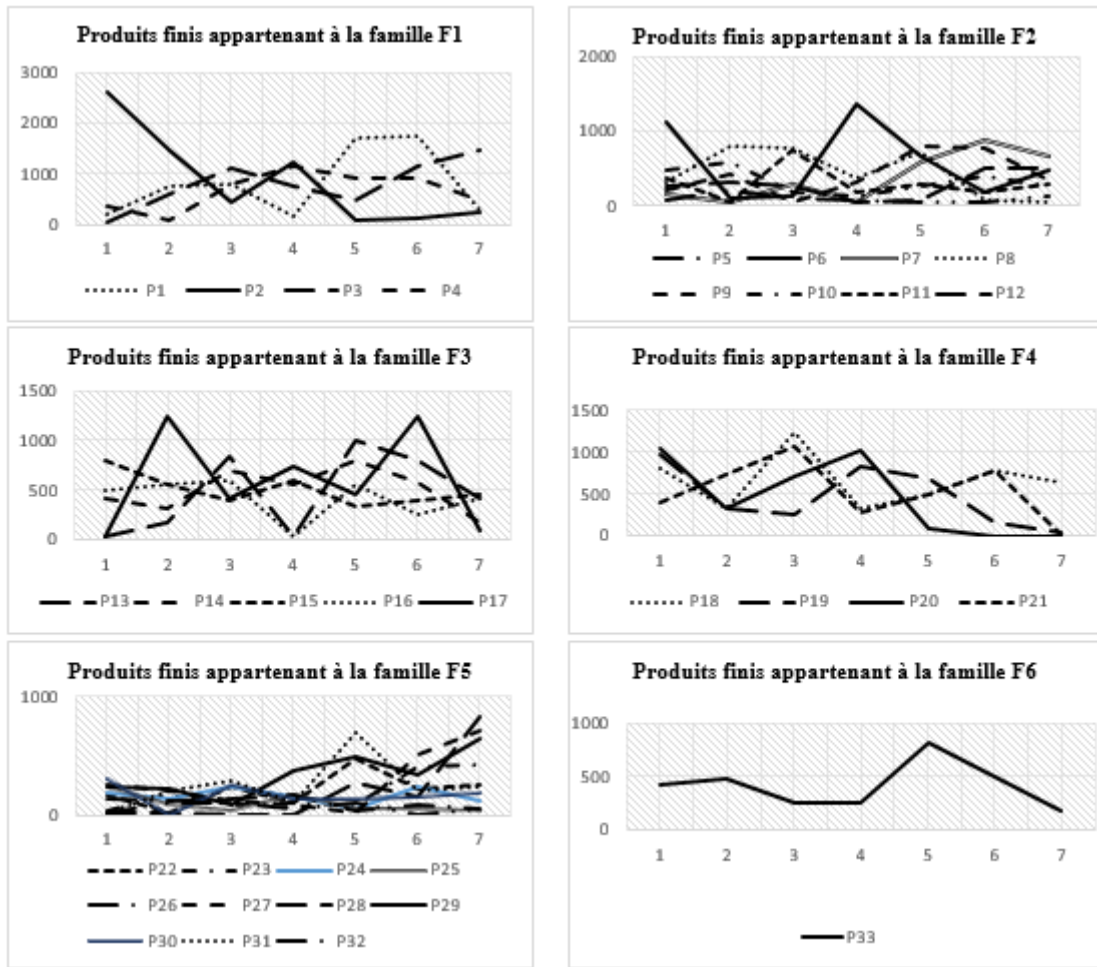 Produits finis appartenant à la famille F1
3000
2000
1000
0
1 2 3 4 5 6 7
P1 P2 P3 P4
Produits finis appartenant à la famille F2
2000
1000
0
1 2 3 4 5 6 7
P5 P6 P7 P8
P9 P10 P11 P12
Produits finis appartenant à la famille F3
1500
1000
500
0
1 2 3 4 5 6 7
P13 P14 P15 P16 P17
Produits finis appartenant à la famille F4
1500
1000
500
0
1 2 3 4 5 6 7
P18 P19 P20 P21
Produits finis appartenant à la famille F5
1000
0
1 2 3 4 5 6 7
P22 P23 P24 P25
P26 P27 P28 P29
P30 P31 P32
Produits finis appartenant à la famille F6
1000
500
0
1 2 3 4 5 6 7
P33